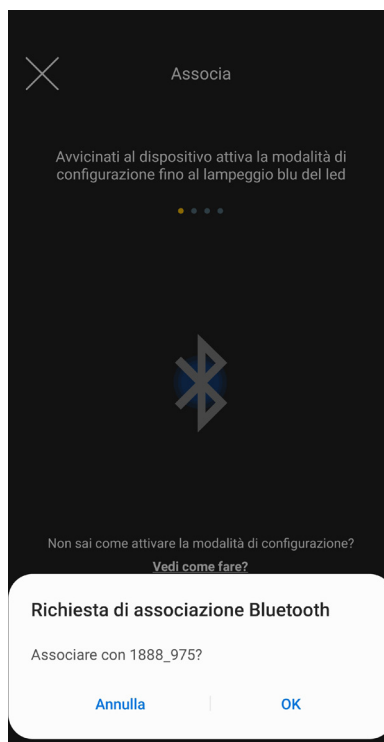 Associa
Avvicinati al dispositivo attiva la modalità di
configurazione fino al lampeggio blu del led
Non sai come attivare la modalità di configurazione?
Vedi come fare?
Richiesta di associazione Bluetooth
Associare con 1888_975?
Annulla
OK